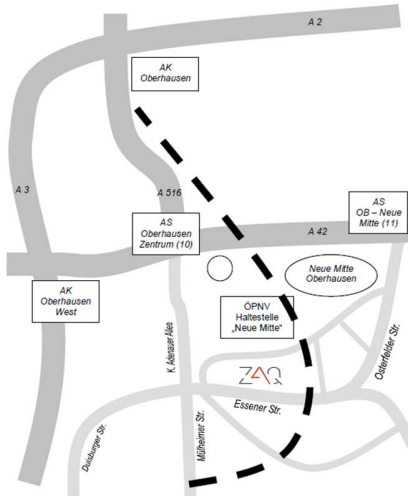 A 2
AK
Oberhausen
A 3
A 516
AS
OB – Neue
Mitte (11)
AS
Oberhausen
Zentrum (10)
A 42
Neue Mitte
Oberhausen
AK
Oberhausen
West
ÖPNV
Haltestelle
„Neue Mitte“
K. Adenauer Allee
Osterfelder Str.
ZAQ
Essener Str.
Duisburger Str.
Mülheimer Str.